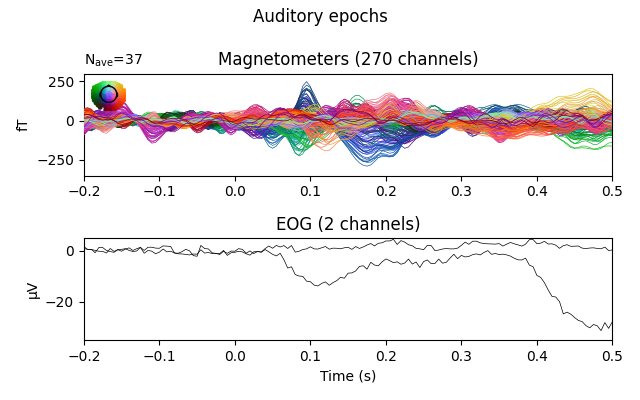 Auditory epochs
Nave=37
Magnetometers (270 channels)
250
0
−250
fT
−0.2 −0.1 0.0 0.1 0.2 0.3 0.4 0.5
EOG (2 channels)
0
−20
µV
−0.2 −0.1 0.0 0.1 0.2 0.3 0.4 0.5
Time (s)